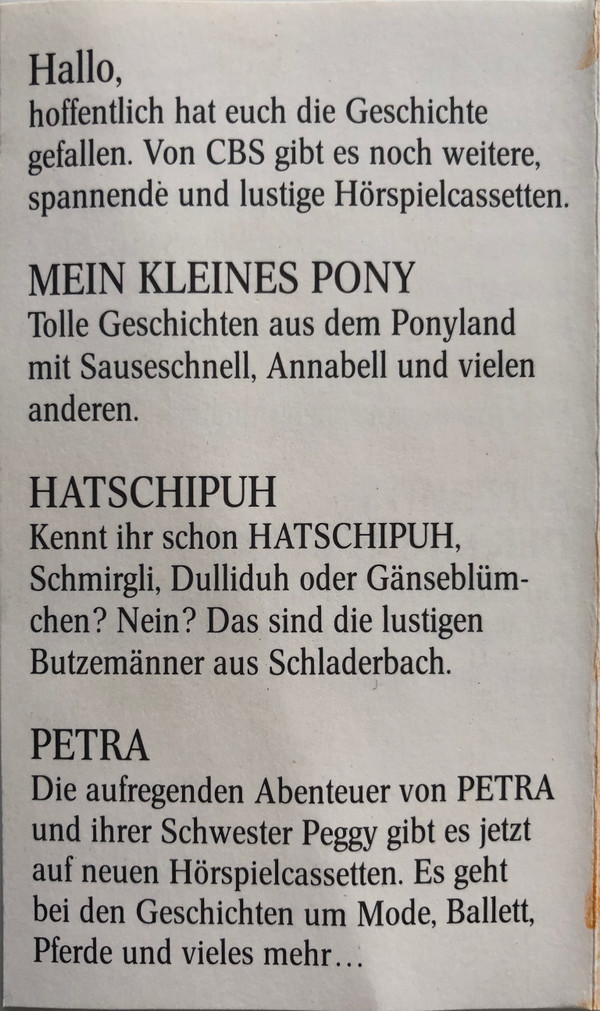 Hallo,
hoffentlich hat euch die Geschichte
gefallen. Von CBS gibt es noch weitere,
spannende und lustige Hörspielcassetten.
MEIN KLEINES PONY
Tolle Geschichten aus dem Ponyland
mit Sauseschnell, Annabell und vielen
anderen.
HATSCHIPUH
Kennt ihr schon HATSCHIPUH,
Schmirgli, Dulliduh oder Gänseblüm-
chen? Nein? Das sind die lustigen
Butzemänner aus Schladerbach.
PETRA
Die aufregenden Abenteuer von PETRA
und ihrer Schwester Peggy gibt es jetzt
auf neuen Hörspielcassetten. Es geht
bei den Geschichten um Mode, Ballett,
Pferde und vieles mehr...